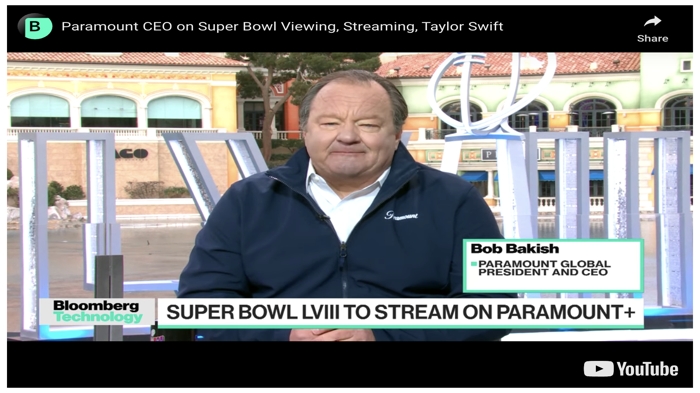 B
Paramount CEO on Super Bowl Viewing, Streaming, Taylor Swift
Share
Paramount
Bob Bakish
PARAMOUNT GLOBAL
PRESIDENT AND CEO
Bloomberg
Technology
SUPER BOWL LVIII TO STREAM ON PARAMOUNT+
YouTube